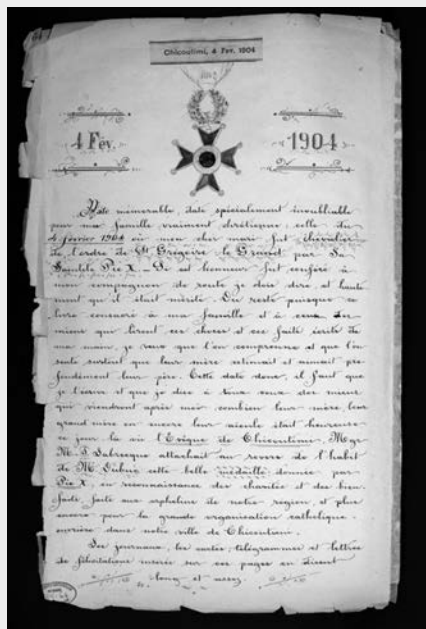 Chicoutimi, 4 Fev. 1904
4 Fév. 1904
Date mémorable, date spécialement inoubliable
pour ma famille vraiment chrétienne : celle du
4 février 1904 où mon cher mari fut chevalier
de l'ordre de St Grégoire le Grand par Sa
Sainteté Pie X. Cet honneur fut conféré à
mon compagnon de route je dois dire, et haute
ment qu'il était mérité. Du reste puisque ce
livre consacré à ma famille et à ceux des
miens qui liront ces choses et ces faits écrits de
ma main, je veux que l'on comprenne et que l'on
sente surtout que leur mère estimait et aimait pro
fondément leur père. Cette date donc, il faut que
je l'écrive et que je dise à tous ceux des miens
qui viendront après moi, combien leur mère, leur
grand'mère ou encore leur aïeule était heureuse
ce jour là où l'Évêque de Chicoutimi, Mgr
M. T. Labrecque attachait au revers de l'habit
de M. Dubuc cette belle médaille donnée par
Pie X, en reconnaissance des charités et des bien
faits faits aux orphelins de notre région, et plus
encore pour la grande organisation catholique
ouvrière dans notre ville de Chicoutimi.
Les journaux, les cartes, télégrammes et lettres
de félicitations insérés sur ces pages en disent
long et assez.